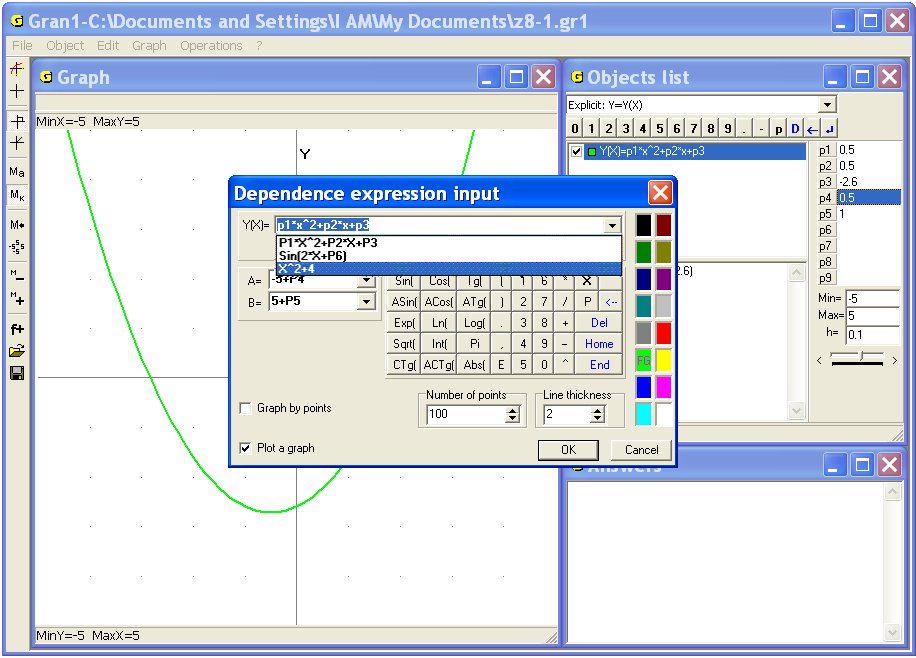 Gran1-C:\Documents and Settings\I AM\My Documents\z8-1.gr1
File Object Edit Graph Operations ?
Graph
MinX=-5 MaxY=5
Y
MinY=-5 MaxX=5
Ma
Mк
M
M
M
f+
Objects list
Explicit: Y=Y(X)
0 1 2 3 4 5 6 7 8 9 . - p D ← ↲
Y(X)=p1*x^2+p2*x+p3
p1 0.5
p2 0.5
p3 -2.6
p4 0.5
p5 1
p6
p7
p8
p9
Min= -5
Max= 5
h= 0.1
< >
2.6)
Dependence expression input
Y(X)= p1*x^2+p2*x+p3
P1*X^2+P2*X+P3
Sin(2*X+P6)
X^2+4
A= -5+P4
B= 5+P5
Sin( Cos( Tg( ( 1 6 * X
ASin( ACos( ATg( ) 2 7 / P <--
Exp( Ln( Log( . 3 8 + Del
Sqrt( Int( Pi , 4 9 − Home
CTg( ACTg( Abs( E 5 0 ^ End
Graph by points
Number of points
100
Line thickness
2
Plot a graph
OK Cancel
Answers